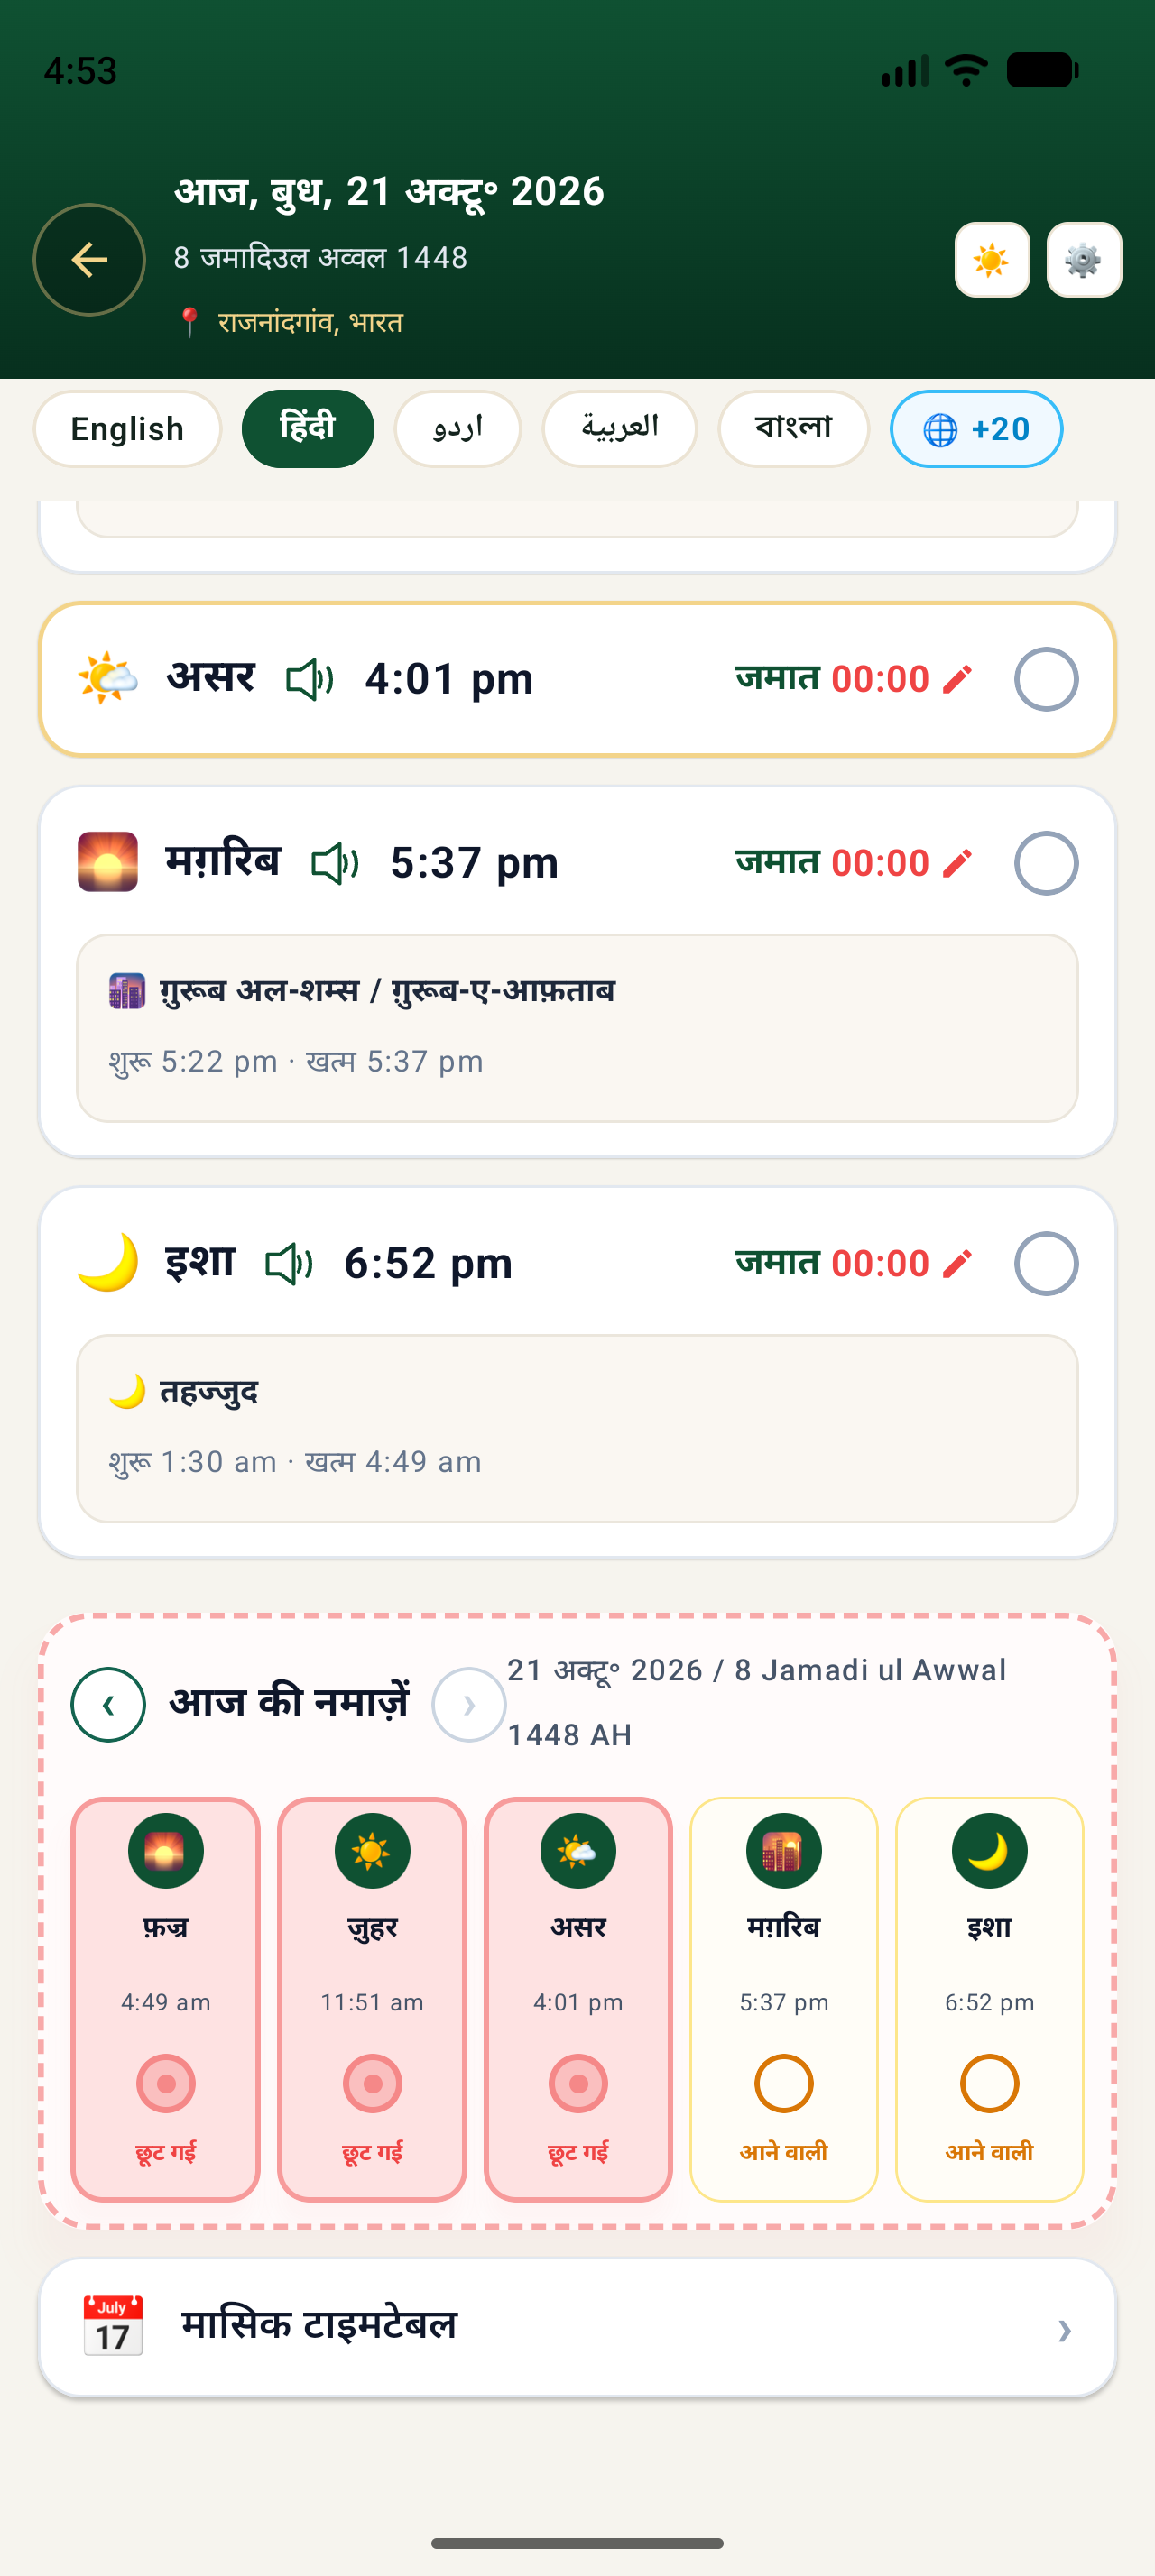 4:53
आज, बुध, 21 अक्टू॰ 2026
8 जमादिउल अव्वल 1448
राजनांदगांव, भारत
English हिंदी اردو العربية বাংলা +20
असर 4:01 pm जमात 00:00
मग़रिब 5:37 pm जमात 00:00
ग़ुरूब अल-शम्स / ग़ुरूब-ए-आफ़ताब
शुरू 5:22 pm · खत्म 5:37 pm
इशा 6:52 pm जमात 00:00
तहज्जुद
शुरू 1:30 am · खत्म 4:49 am
‹ आज की नमाज़ें › 21 अक्टू॰ 2026 / 8 Jamadi ul Awwal
1448 AH
फ़ज्र ज़ुहर असर मग़रिब इशा
4:49 am 11:51 am 4:01 pm 5:37 pm 6:52 pm
छूट गई छूट गई छूट गई आने वाली आने वाली
July
17 मासिक टाइमटेबल ›